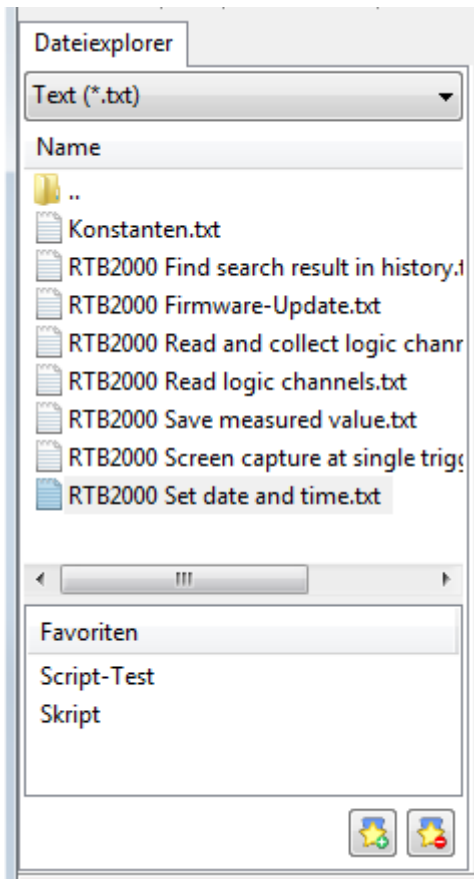 Dateiexplorer
Text (*.txt)
Name
..
Konstanten.txt
RTB2000 Find search result in history.t
RTB2000 Firmware-Update.txt
RTB2000 Read and collect logic chanr
RTB2000 Read logic channels.txt
RTB2000 Save measured value.txt
RTB2000 Screen capture at single trigg
RTB2000 Set date and time.txt
Favoriten
Script-Test
Skript